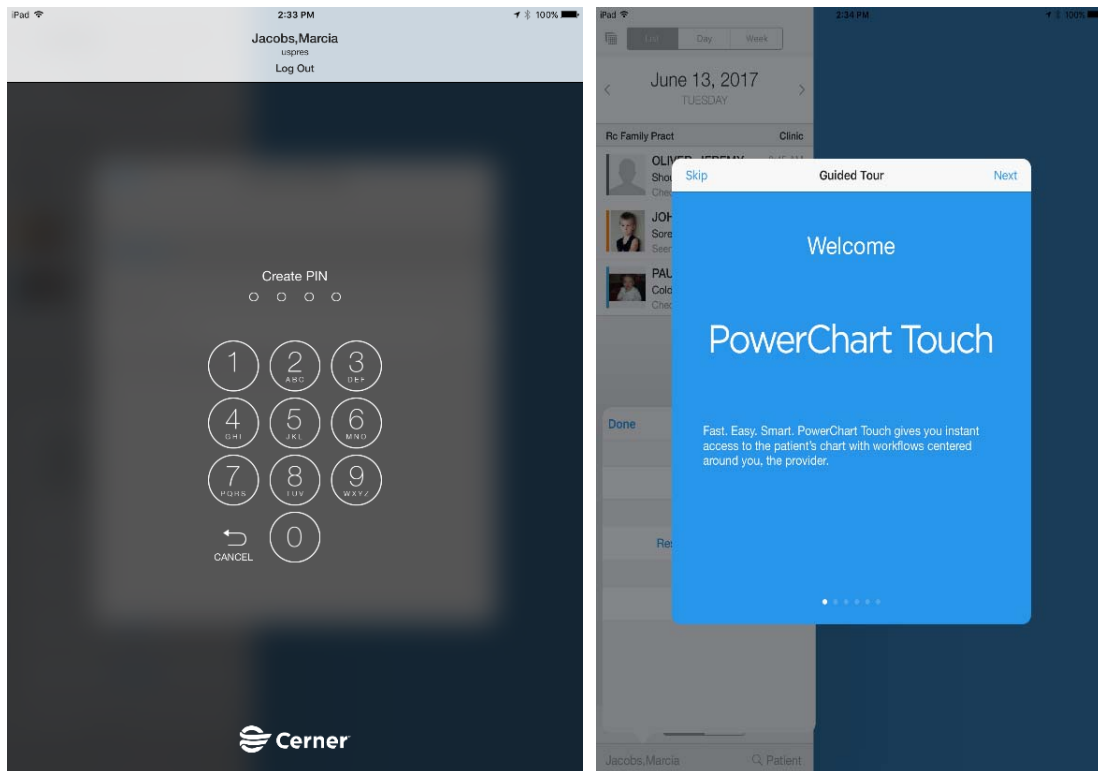 iPad
2:33 PM
100%
Jacobs,Marcia
uspres
Log Out
Create PIN
1
2
ABC
3
DEF
4
GHI
5
JKL
6
MNO
7
PQRS
8
TUV
9
WXYZ
CANCEL
0
Cerner
iPad
2:34 PM
100%
List Day Week
June 13, 2017
TUESDAY
Rc Family Pract Clinic
Skip Guided Tour Next
Welcome
PowerChart Touch
Fast. Easy. Smart. PowerChart Touch gives you instant
access to the patient's chart with workflows centered
around you, the provider.
Done
Jacobs,Marcia
Patient